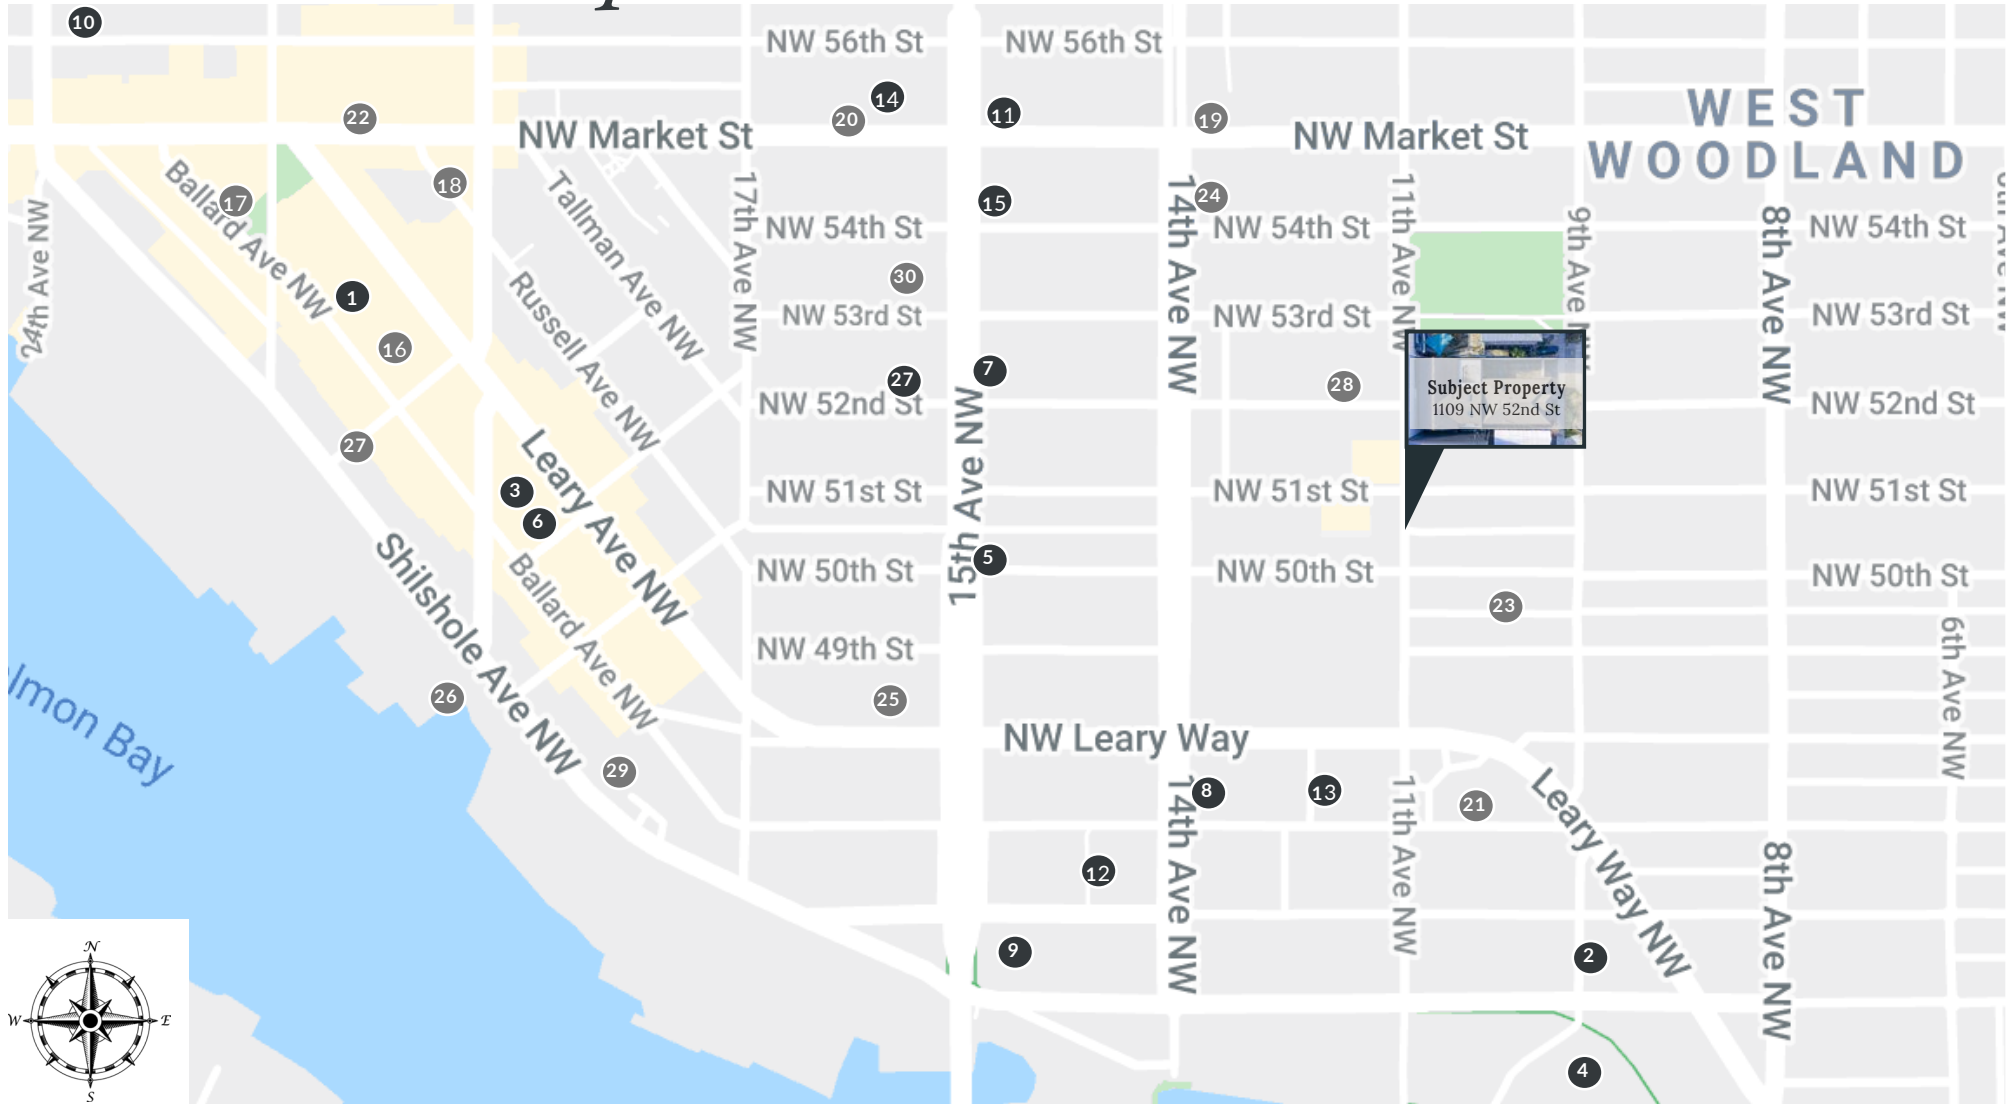 10
NW 56th St
NW 56th St
14
11
22
20
19
NW Market St
NW Market St
WEST
WOODLAND
Ballard Ave NW
17
18
Tallman Ave NW
17th Ave NW
15
14th Ave NW
24
11th Ave NW
9th Ave NW
8th Ave NW
24th Ave NW
NW 54th St
NW 54th St
NW 54th St
1
16
Russell Ave NW
30
NW 53rd St
NW 53rd St
NW 53rd St
27
7
28
NW 52nd St
Subject Property
1109 NW 52nd St
NW 52nd St
27
3
6
Leary Ave NW
15th Ave NW
NW 51st St
NW 51st St
NW 51st St
5
Shilshole Ave NW
Ballard Ave NW
NW 50th St
NW 50th St
NW 50th St
23
NW 49th St
6th Ave NW
26
25
lmon Bay
29
NW Leary Way
8
13
21
14th Ave NW
11th Ave NW
Leary Way NW
8th Ave NW
12
9
2
4
N
W
E
S